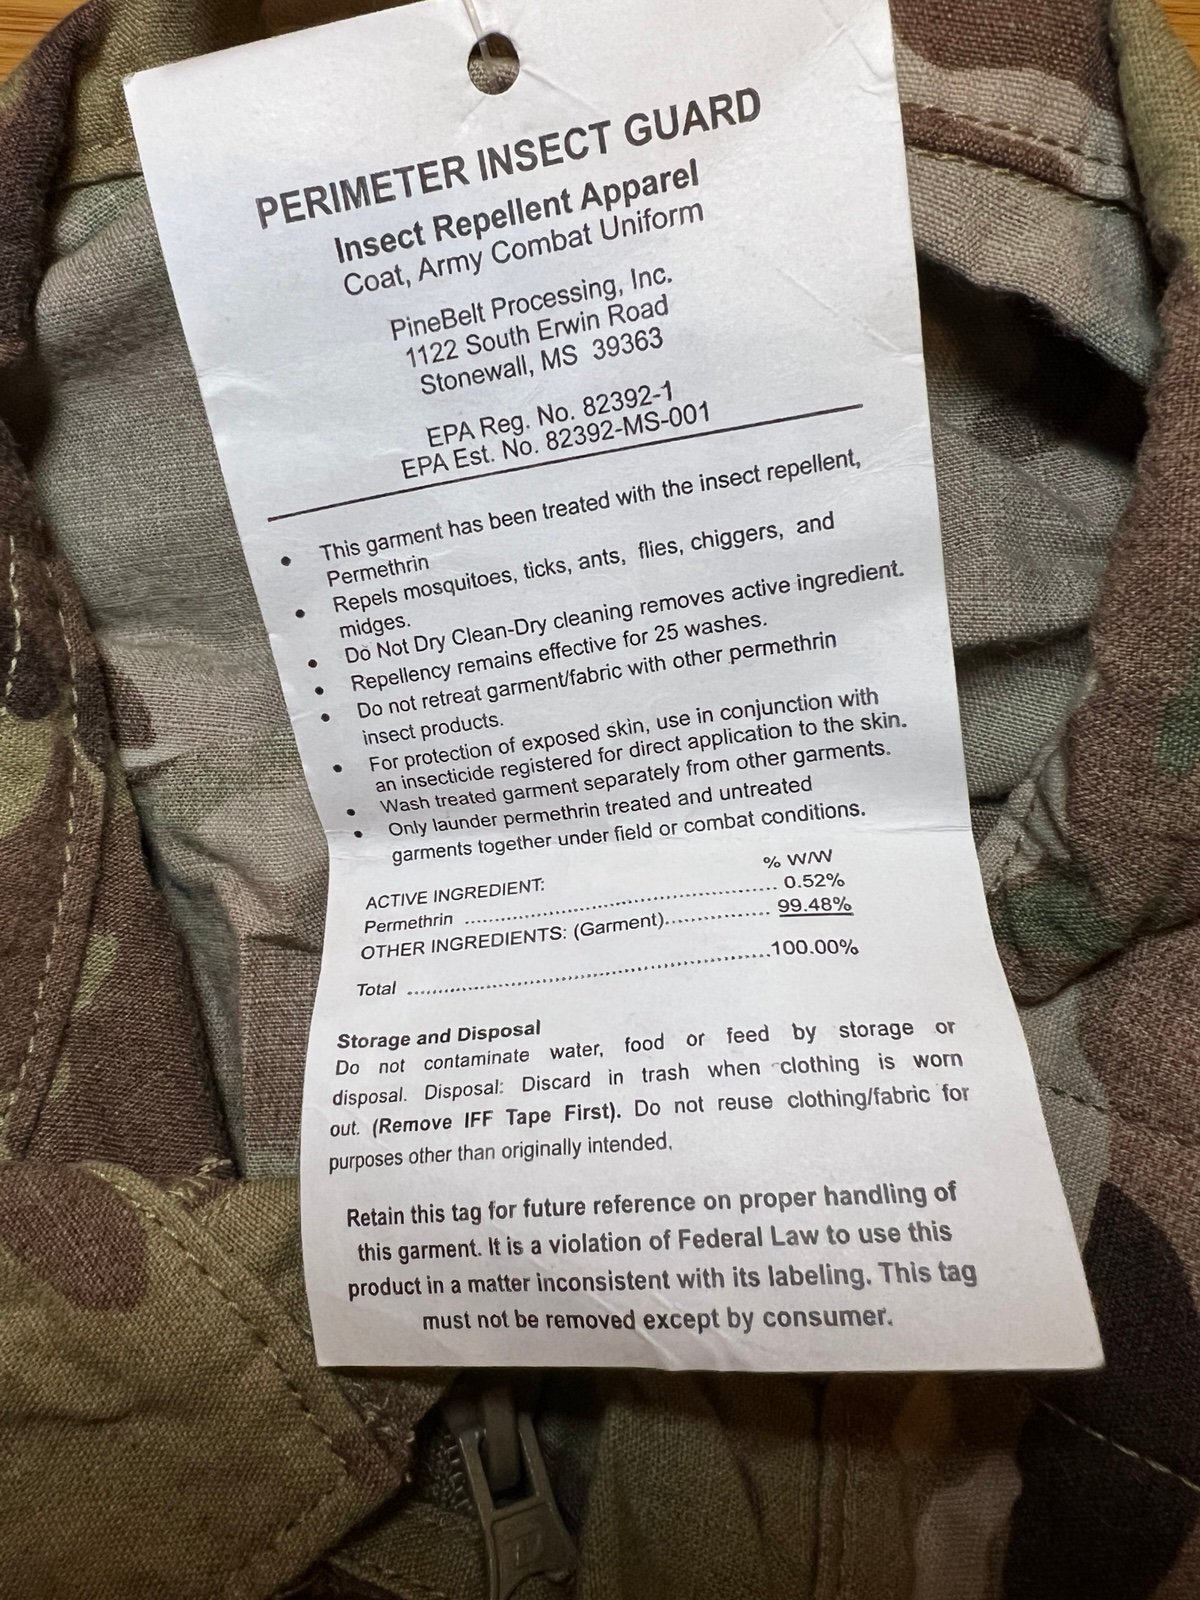 PERIMETER INSECT GUARD
Insect Repellent Apparel
Coat, Army Combat Uniform
PineBelt Processing, Inc.
1122 South Erwin Road
Stonewall, MS 39363
EPA Reg. No. 82392-1
EPA Est. No. 82392-MS-001
• This garment has been treated with the insect repellent,
Permethrin
• Repels mosquitoes, ticks, ants, flies, chiggers, and
midges.
• Do Not Dry Clean-Dry cleaning removes active ingredient.
• Repellency remains effective for 25 washes.
• Do not retreat garment/fabric with other permethrin
insect products.
• For protection of exposed skin, use in conjunction with
an insecticide registered for direct application to the skin.
• Wash treated garment separately from other garments.
• Only launder permethrin treated and untreated
garments together under field or combat conditions.
% W/W
ACTIVE INGREDIENT:
Permethrin ........................................ 0.52%
OTHER INGREDIENTS: (Garment)................ 99.48%
Total ..............................................100.00%
Storage and Disposal
Do not contaminate water, food or feed by storage or
disposal. Disposal: Discard in trash when clothing is worn
out. (Remove IFF Tape First). Do not reuse clothing/fabric for
purposes other than originally intended.
Retain this tag for future reference on proper handling of
this garment. It is a violation of Federal Law to use this
product in a matter inconsistent with its labeling. This tag
must not be removed except by consumer.